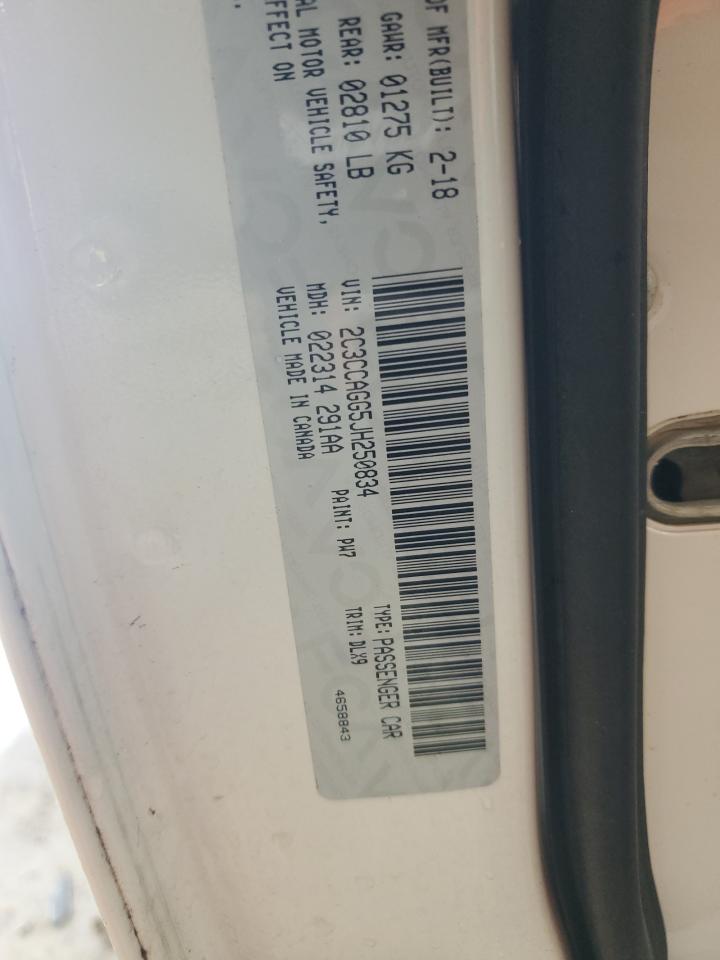 OF MFR(BUILT): 2-18
GAWR: 01275 KG
REAR: 02810 LB
AL MOTOR VEHICLE SAFETY,
EFFECT ON
VIN: 2C3CCAGG5JH250834
TYPE: PASSENGER CAR
MDH: 022314 291AA
PAINT: PW7
TRIM: DLX9
VEHICLE MADE IN CANADA
4658843